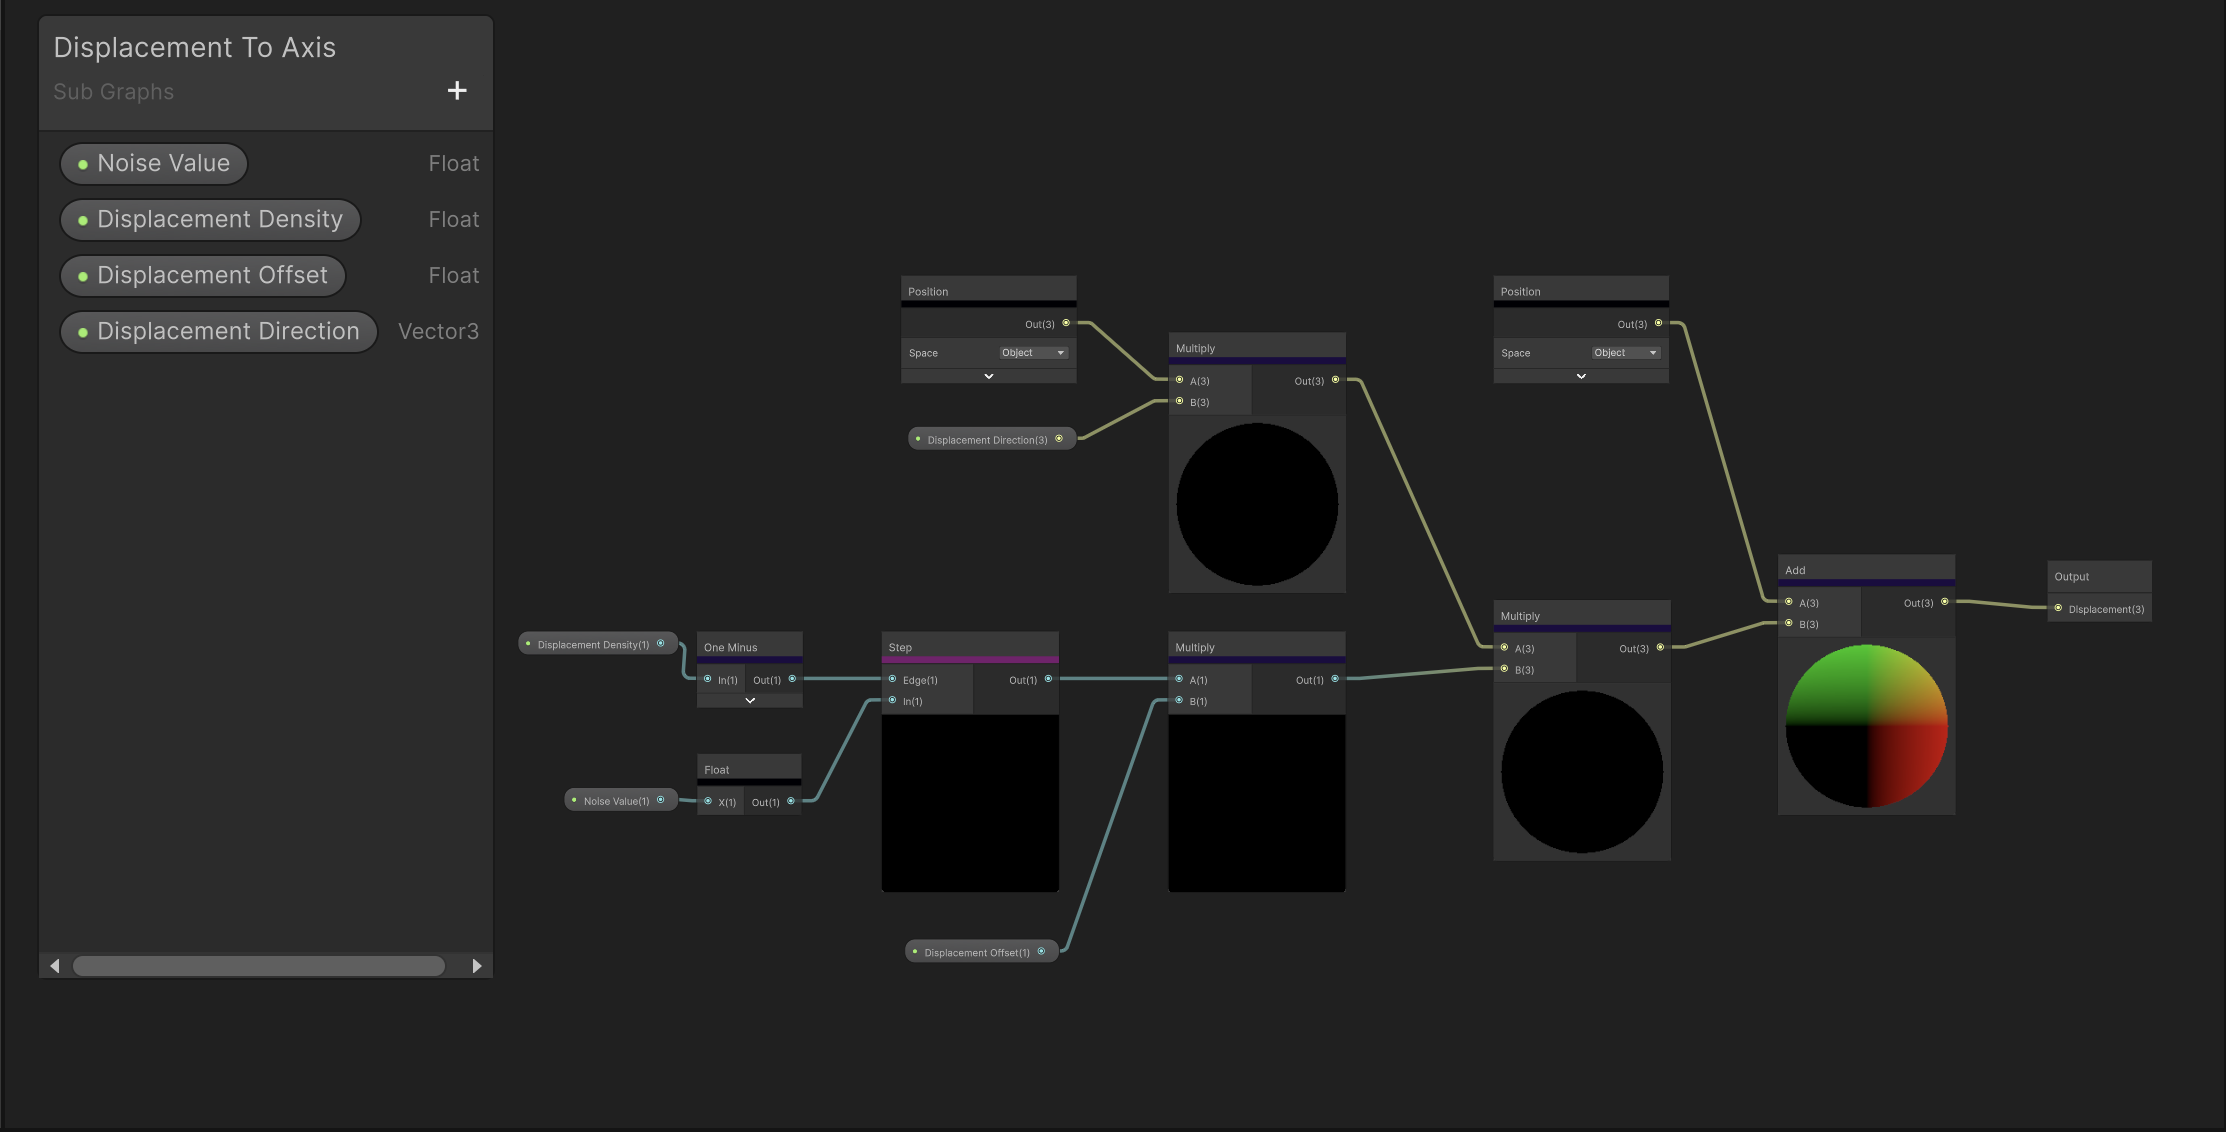 Displacement To Axis
Sub Graphs
+
Noise Value Float
Displacement Density Float
Displacement Offset Float
Displacement Direction Vector3
Position
Out(3)
Space Object
Displacement Direction(3)
Multiply
A(3) Out(3)
B(3)
Position
Out(3)
Space Object
Displacement Density(1)
One Minus
In(1) Out(1)
Noise Value(1)
Float
X(1) Out(1)
Step
Edge(1) Out(1)
In(1)
Displacement Offset(1)
Multiply
A(1) Out(1)
B(1)
Multiply
A(3) Out(3)
B(3)
Add
A(3) Out(3)
B(3)
Output
Displacement(3)